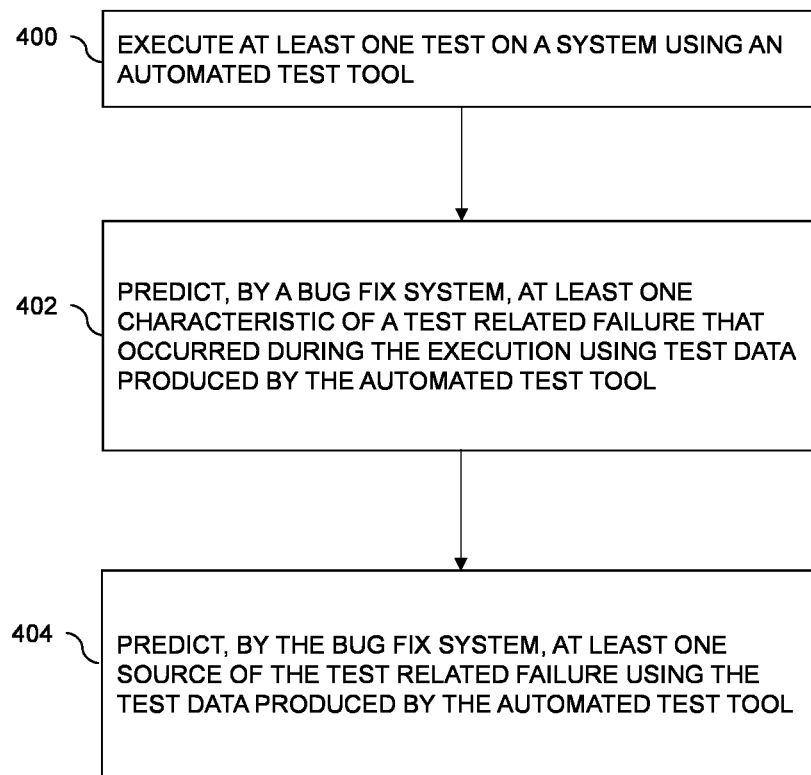 400
EXECUTE AT LEAST ONE TEST ON A SYSTEM USING AN
AUTOMATED TEST TOOL
402
PREDICT, BY A BUG FIX SYSTEM, AT LEAST ONE
CHARACTERISTIC OF A TEST RELATED FAILURE THAT
OCCURRED DURING THE EXECUTION USING TEST DATA
PRODUCED BY THE AUTOMATED TEST TOOL
404
PREDICT, BY THE BUG FIX SYSTEM, AT LEAST ONE
SOURCE OF THE TEST RELATED FAILURE USING THE
TEST DATA PRODUCED BY THE AUTOMATED TEST TOOL